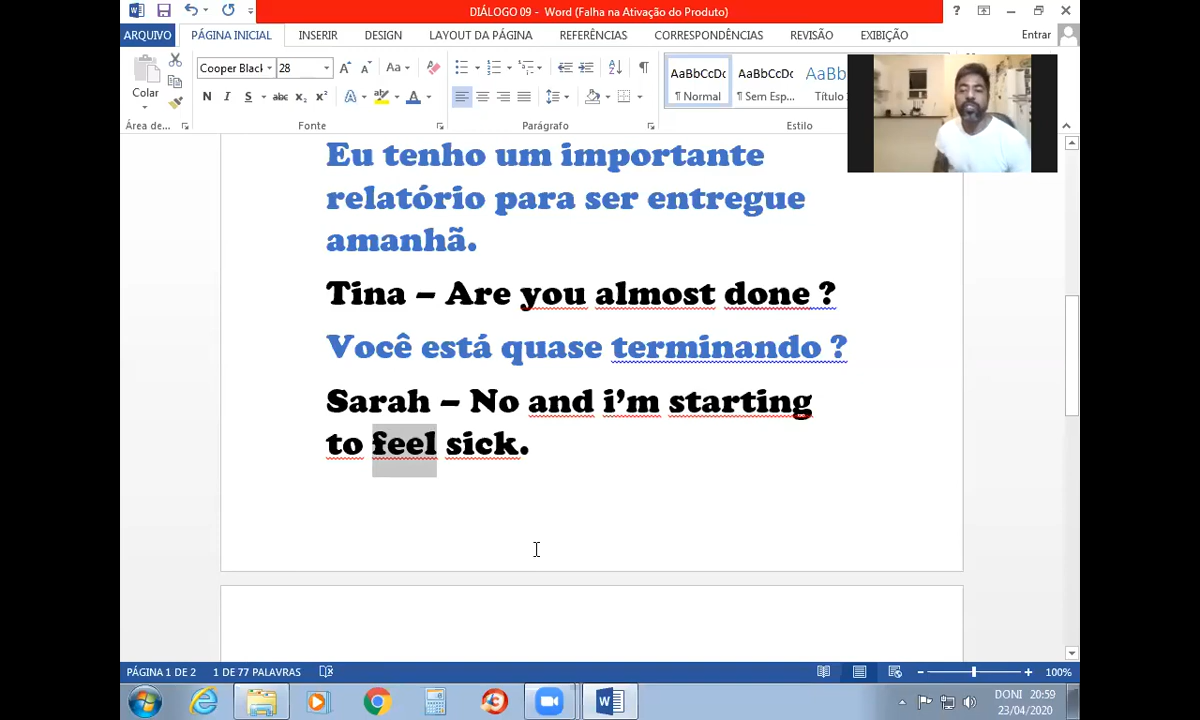 DIÁLOGO 09 - Word (Falha na Ativação do Produto)
ARQUIVO PÁGINA INICIAL INSERIR DESIGN LAYOUT DA PÁGINA REFERÊNCIAS CORRESPONDÊNCIAS REVISÃO EXIBIÇÃO Entrar
Cooper Black 28
AaBbCcDc AaBbCcDc AaBb
Colar
N I S abc x₂ x²
¶ Normal ¶ Sem Esp... Título
Área de... Fonte Parágrafo Estilo
Eu tenho um importante
relatório para ser entregue
amanhã.
Tina – Are you almost done ?
Você está quase terminando ?
Sarah – No and i’m starting
to feel sick.
PÁGINA 1 DE 2 1 DE 77 PALAVRAS 100%
DONI 20:59
23/04/2020